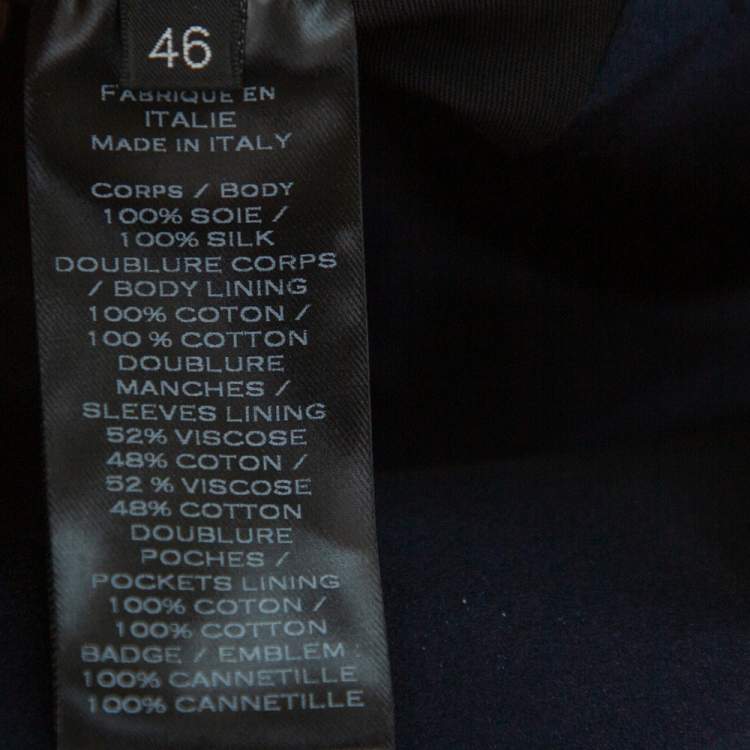 46
FABRIQUE EN
ITALIE
MADE IN ITALY
CORPS / BODY
100% SOIE /
100% SILK
DOUBLURE CORPS
/ BODY LINING
100% COTON /
100 % COTTON
DOUBLURE
MANCHES /
SLEEVES LINING
52% VISCOSE
48% COTON /
52 % VISCOSE
48% COTTON
DOUBLURE
POCHES /
POCKETS LINING
100% COTON /
100% COTTON
BADGE / EMBLEM :
100% CANNETILLE
100% CANNETILLE